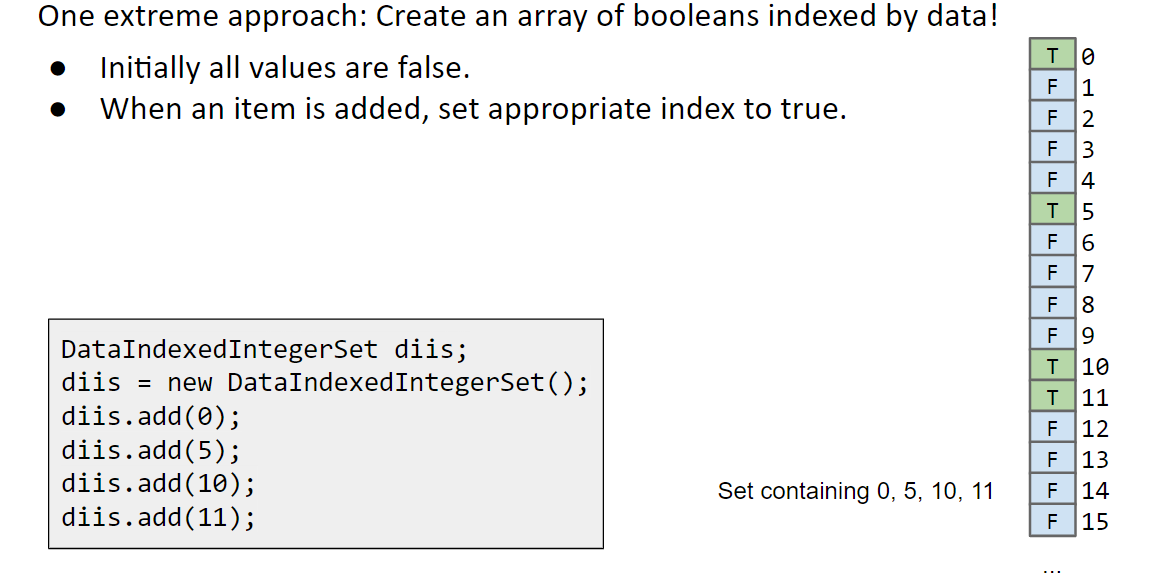 One extreme approach: Create an array of booleans indexed by data!
● Initially all values are false.
● When an item is added, set appropriate index to true.
DataIndexedIntegerSet diis;
diis = new DataIndexedIntegerSet();
diis.add(0);
diis.add(5);
diis.add(10);
diis.add(11);
Set containing 0, 5, 10, 11
T 0
F 1
F 2
F 3
F 4
T 5
F 6
F 7
F 8
F 9
T 10
T 11
F 12
F 13
F 14
F 15
...